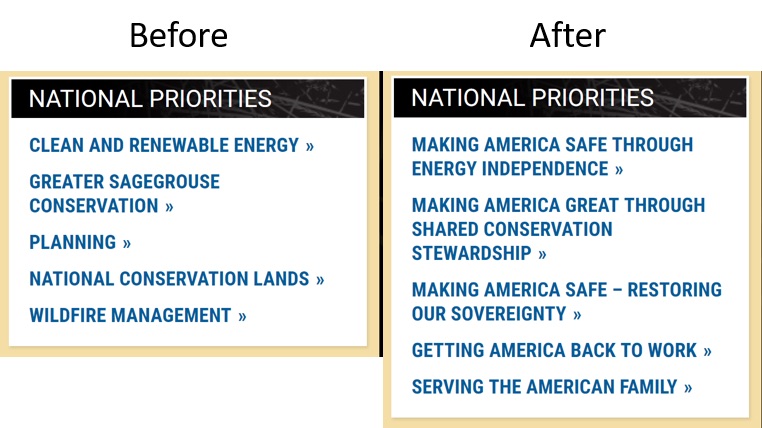 Before
NATIONAL PRIORITIES
CLEAN AND RENEWABLE ENERGY »
GREATER SAGEGROUSE
CONSERVATION »
PLANNING »
NATIONAL CONSERVATION LANDS »
WILDFIRE MANAGEMENT »
After
NATIONAL PRIORITIES
MAKING AMERICA SAFE THROUGH
ENERGY INDEPENDENCE »
MAKING AMERICA GREAT THROUGH
SHARED CONSERVATION
STEWARDSHIP »
MAKING AMERICA SAFE – RESTORING
OUR SOVEREIGNTY »
GETTING AMERICA BACK TO WORK »
SERVING THE AMERICAN FAMILY »